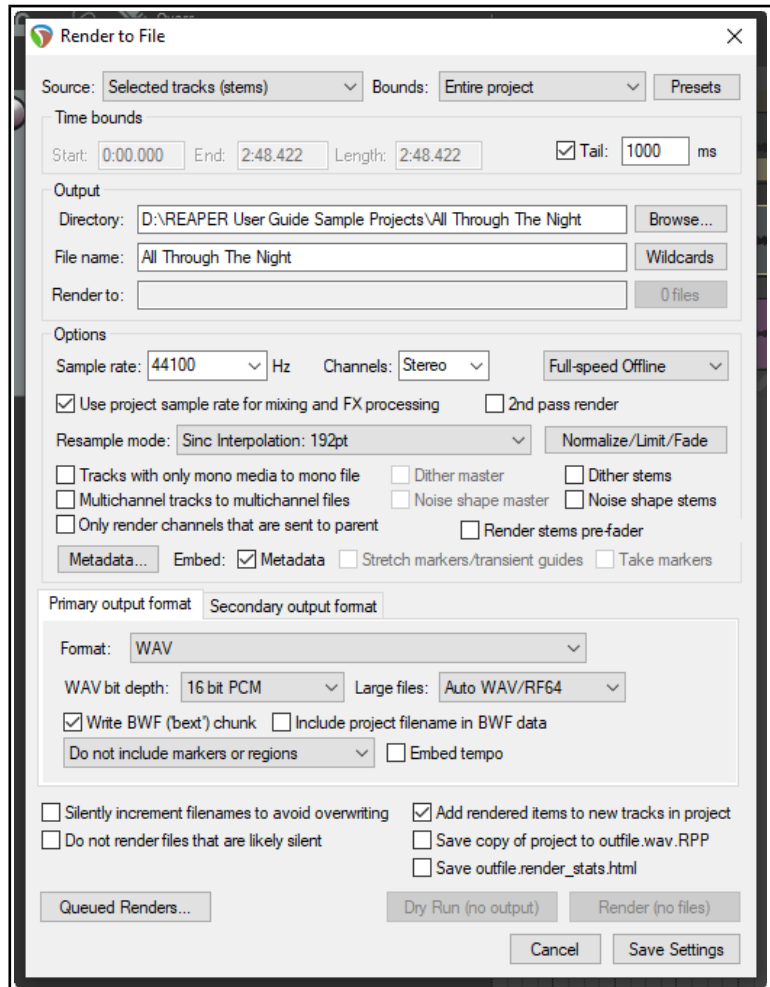 Render to File
Source: Selected tracks (stems) Bounds: Entire project Presets
Time bounds
Start: 0:00.000 End: 2:48.422 Length: 2:48.422 Tail: 1000 ms
Output
Directory: D:\REAPER User Guide Sample Projects\All Through The Night Browse...
File name: All Through The Night Wildcards
Render to: 0 files
Options
Sample rate: 44100 Hz Channels: Stereo Full-speed Offline
Use project sample rate for mixing and FX processing 2nd pass render
Resample mode: Sinc Interpolation: 192pt Normalize/Limit/Fade
Tracks with only mono media to mono file Dither master Dither stems
Multichannel tracks to multichannel files Noise shape master Noise shape stems
Only render channels that are sent to parent Render stems pre-fader
Metadata... Embed: Metadata Stretch markers/transient guides Take markers
Primary output format Secondary output format
Format: WAV
WAV bit depth: 16 bit PCM Large files: Auto WAV/RF64
Write BWF ('bext') chunk Include project filename in BWF data
Do not include markers or regions Embed tempo
Silently increment filenames to avoid overwriting Add rendered items to new tracks in project
Do not render files that are likely silent Save copy of project to outfile.wav.RPP
Save outfile.render_stats.html
Queued Renders... Dry Run (no output) Render (no files)
Cancel Save Settings